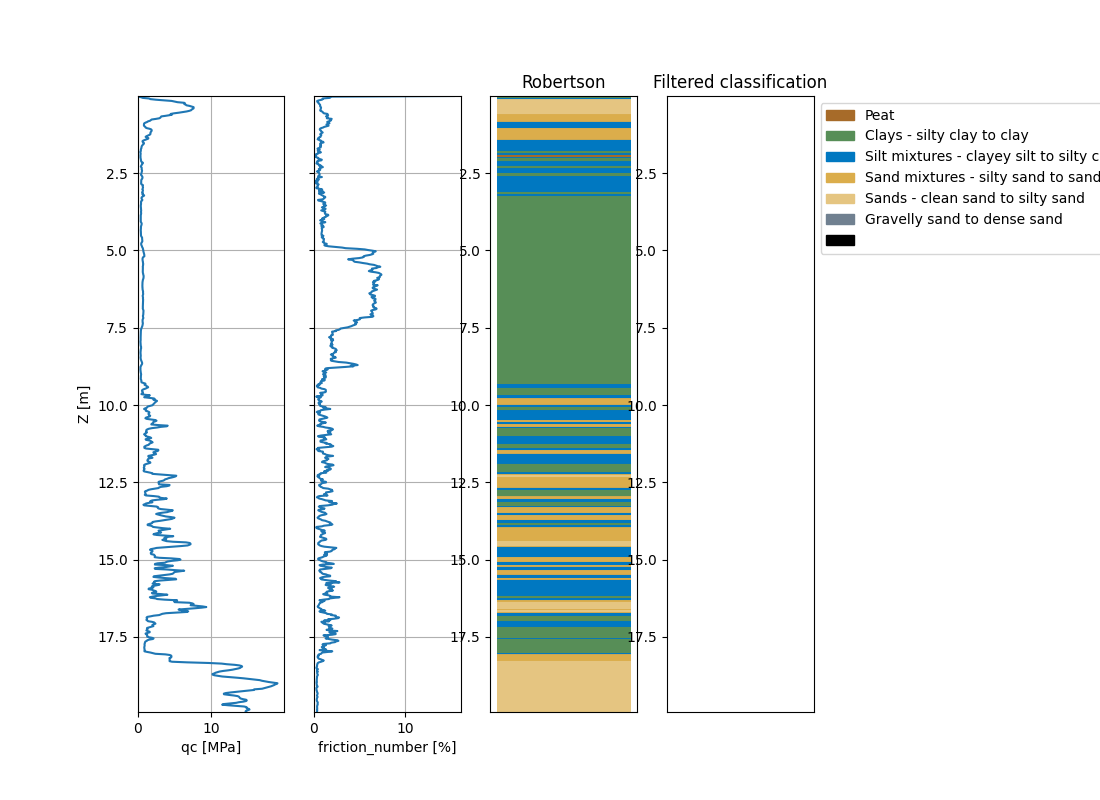 Robertson
Filtered classification
Peat
Clays - silty clay to clay
Silt mixtures - clayey silt to silty c
Sand mixtures - silty sand to sand
Sands - clean sand to silty sand
Gravelly sand to dense sand
2.5
5.0
7.5
10.0
12.5
15.0
17.5
Z [m]
2.5
5.0
7.5
10.0
12.5
15.0
17.5
2.5
5.0
7.5
10.0
12.5
15.0
17.5
0 10
0 10
qc [MPa]
friction_number [%]